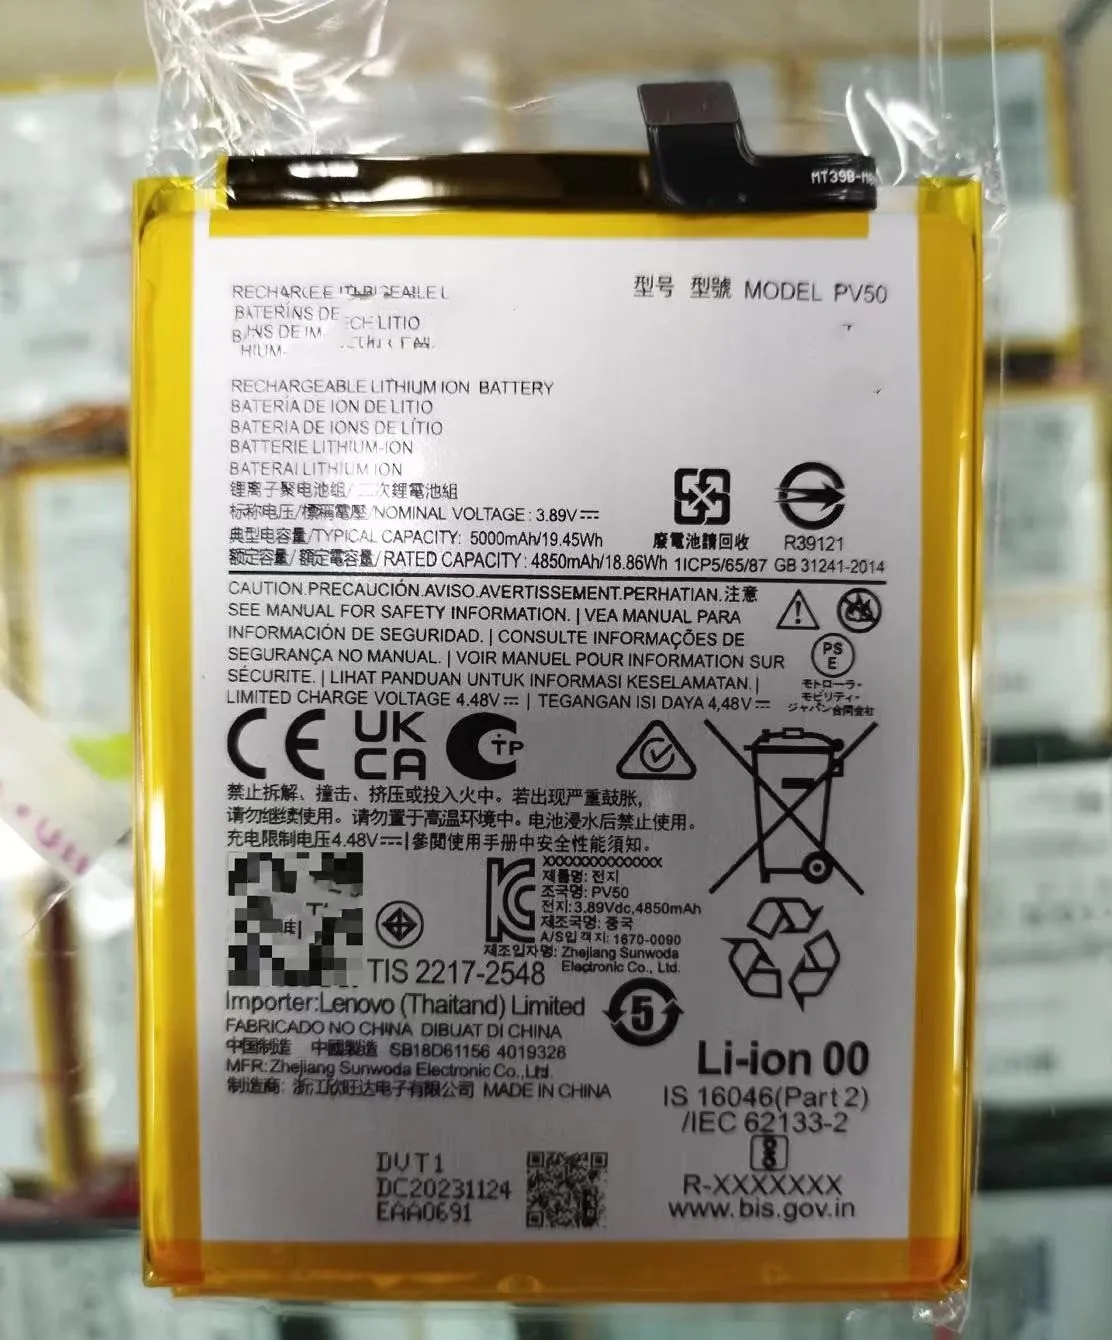 MT39B-
型号 型號 MODEL PV50
BATERÍNS DE
LITIO
RECHARGEABLE LITHIUM ION BATTERY
BATERÍA DE ION DE LITIO
BATERIA DE IONS DE LÍTIO
BATTERIE LITHIUM-ION
BATERAI LITHIUM ION
锂离子聚电池组/二次鋰電池組
标称电压/標稱電壓/NOMINAL VOLTAGE: 3.89V
典型电容量/TYPICAL CAPACITY: 5000mAh/19.45Wh
额定容量/額定電容量/RATED CAPACITY: 4850mAh/18.86Wh 1ICP5/65/87 GB 31241-2014
廢電池請回收
R39121
CAUTION.PRECAUCIÓN.AVISO.AVERTISSEMENT.PERHATIAN.注意
SEE MANUAL FOR SAFETY INFORMATION. | VEA MANUAL PARA
INFORMACIÓN DE SEGURIDAD. | CONSULTE INFORMAÇÕES DE
SEGURANÇA NO MANUAL. | VOIR MANUEL POUR INFORMATION SUR
SÉCURITE. | LIHAT PANDUAN UNTUK INFORMASI KESELAMATAN. |
LIMITED CHARGE VOLTAGE 4.48V | TEGANGAN ISI DAYA 4,48V
PS
E
モトローラ・
モビリティ・
ジャパン合同会社
CE
UK
CA
TP
禁止拆解、撞击、挤压或投入火中。若出现严重鼓胀，
请勿继续使用。请勿置于高温环境中。电池浸水后禁止使用。
充电限制电压4.48V|參閲使用手册中安全性能須知。
XXXXXXXXXXXXXX
제품명: 전지
조국명: PV50
전지:3.89Vdc,4850mAh
제조국명: 중국
A/S입격지: 1670-0090
제조입자명: Zhejiang Sunwoda
Electronic Co., Ltd.
TIS 2217-2548
Importer:Lenovo (Thaitand) Limited
FABRICADO NO CHINA DIBUAT DI CHINA
中国制造 中國製造 SB18D61156 4019328
MFR: Zhejiang Sunwoda Electronic Co., Ltd.
制造商: 浙江欣旺达电子有限公司 MADE IN CHINA
5
Li-ion 00
IS 16046(Part 2)
/IEC 62133-2
R-XXXXXXX
www.bis.gov.in
DVT1
DC20231124
EAA0691